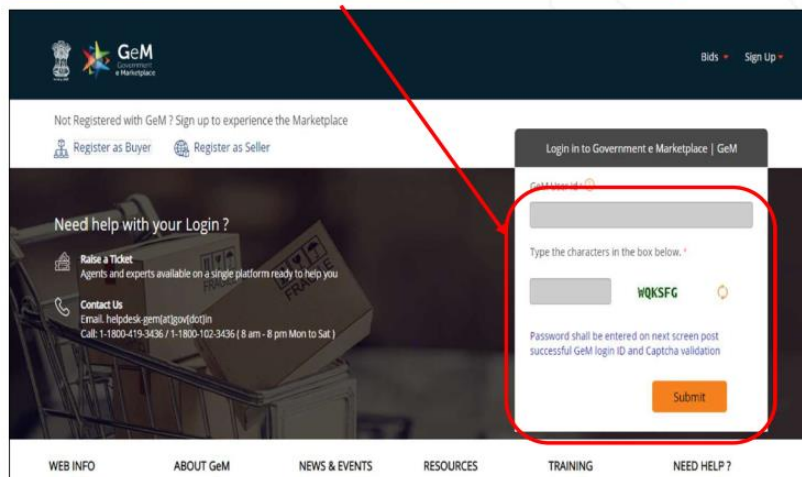 GeM
Government
e Marketplace
Bids
Sign Up
Not Registered with GeM ? Sign up to experience the Marketplace
Register as Buyer
Register as Seller
Login in to Government e Marketplace | GeM
GeM User Id *
Need help with your Login ?
Raise a Ticket
Agents and experts available on a single platform ready to help you
Contact Us
Email. helpdesk-gem[at]gov[dot]in
Call: 1-1800-419-3436 / 1-1800-102-3436 ( 8 am - 8 pm Mon to Sat )
FRAGILE
FRAGILE
Type the characters in the box below. *
WQKSFG
Password shall be entered on next screen post
successful GeM login ID and Captcha validation
Submit
WEB INFO
ABOUT GeM
NEWS & EVENTS
RESOURCES
TRAINING
NEED HELP ?